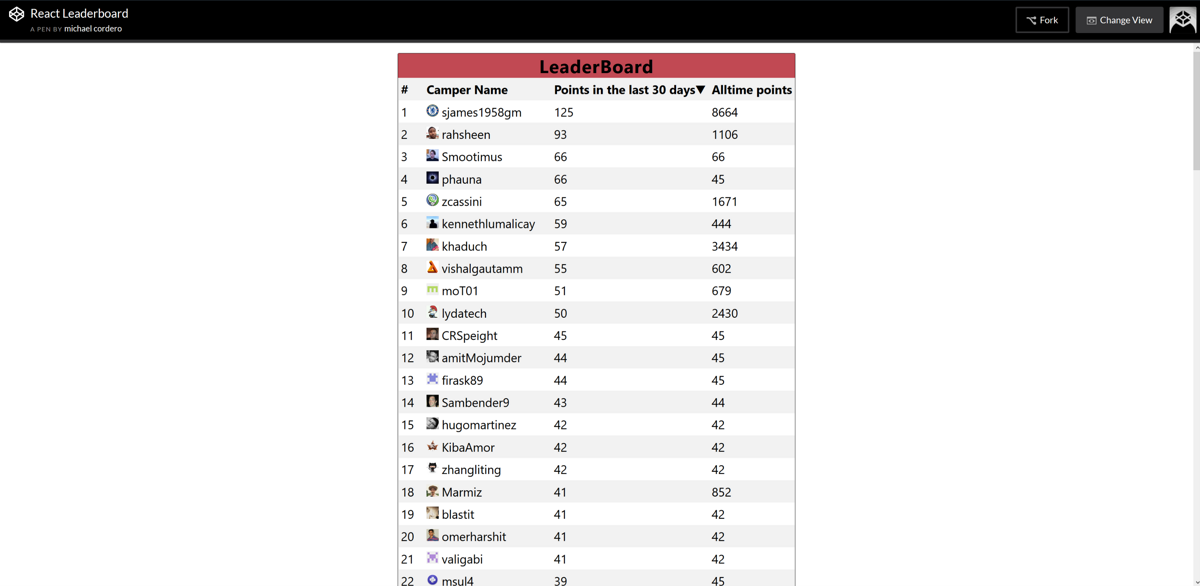 React Leaderboard
A PEN BY michael cordero
Fork
Change View
LeaderBoard
# Camper Name Points in the last 30 days▼ Alltime points
1 sjames1958gm 125 8664
2 rahsheen 93 1106
3 Smootimus 66 66
4 phauna 66 45
5 zcassini 65 1671
6 kennethlumalicay 59 444
7 khaduch 57 3434
8 vishalgautamm 55 602
9 moT01 51 679
10 lydatech 50 2430
11 CRSpeight 45 45
12 amitMojumder 44 45
13 firask89 44 45
14 Sambender9 43 44
15 hugomartinez 42 42
16 KibaAmor 42 42
17 zhangliting 42 42
18 Marmiz 41 852
19 blastit 41 42
20 omerharshit 41 42
21 valigabi 41 42
22 msul4 39 45